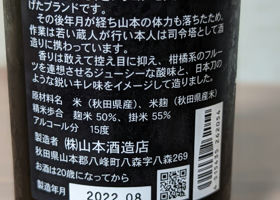 げたブランドです。
その後年月が経ち山本の体力も落ちたため、
作業は若い蔵人が行い本人は司令塔として酒
造りに携わっています。
香りは敢えて控え目に抑え、柑橘系のフルー
ツを連想させるジューシーな酸味と、日本刀の
ような鋭いキレ味をイメージして造りました。
原材料 米(秋田県産)、米麹(秋田県産米)
精米歩合 麹米 50%、掛米 55%
アルコール分 15度
製造者 ㈱山本酒造店
秋田県山本郡八峰町八森字八森269
お酒は20歳になってから
製造年月 2022.08